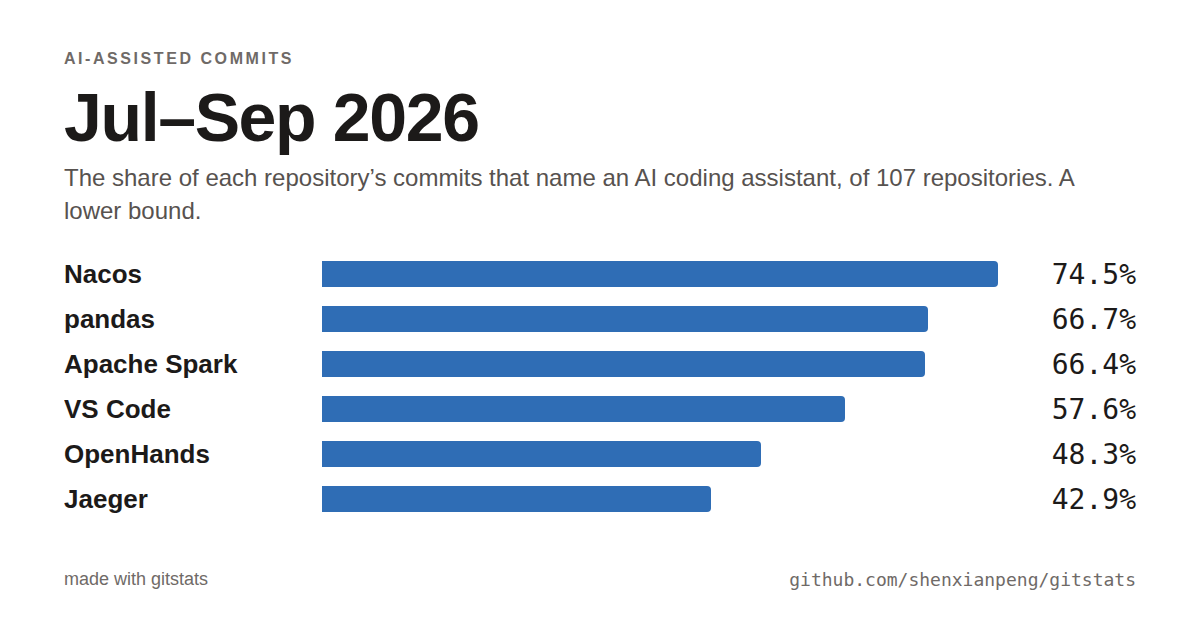 AI-ASSISTED COMMITS
Jul–Sep 2026
The share of each repository’s commits that name an AI coding assistant, of 107 repositories. A
lower bound.
Nacos 74.5%
pandas 66.7%
Apache Spark 66.4%
VS Code 57.6%
OpenHands 48.3%
Jaeger 42.9%
made with gitstats github.com/shenxianpeng/gitstats